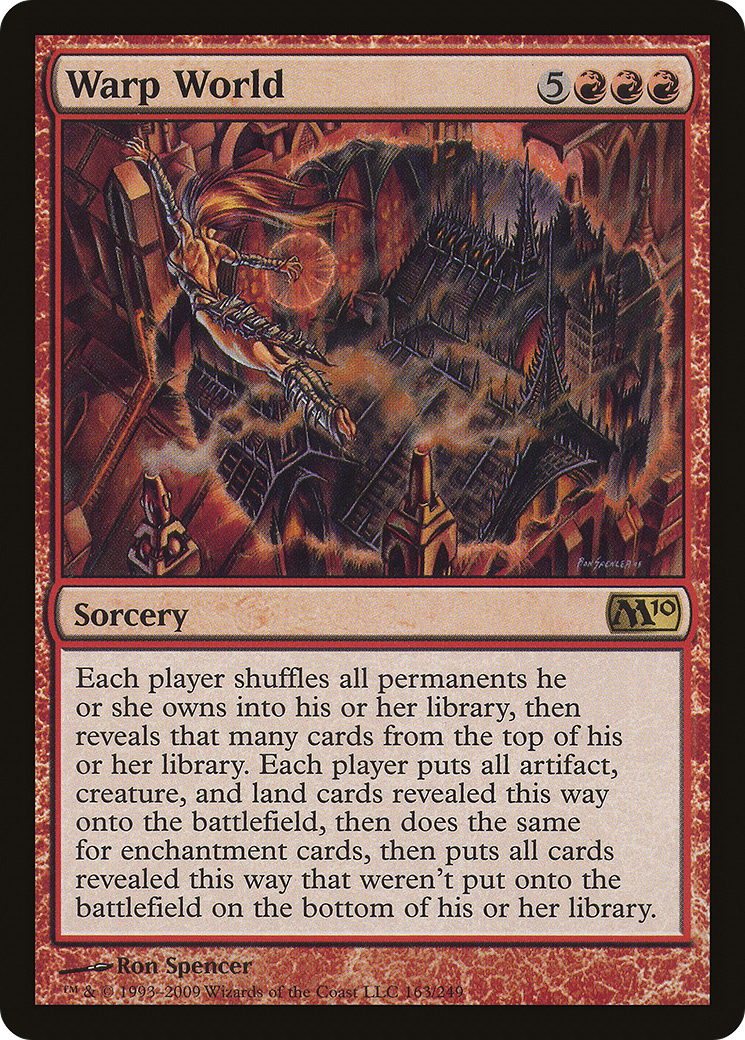 Warp World 5
RON SPENCER
Sorcery M10
Each player shuffles all permanents he
or she owns into his or her library, then
reveals that many cards from the top of his
or her library. Each player puts all artifact,
creature, and land cards revealed this way
onto the battlefield, then does the same
for enchantment cards, then puts all cards
revealed this way that weren't put onto the
battlefield on the bottom of his or her library.
Ron Spencer
™ & © 1993–2009 Wizards of the Coast LLC 163/249